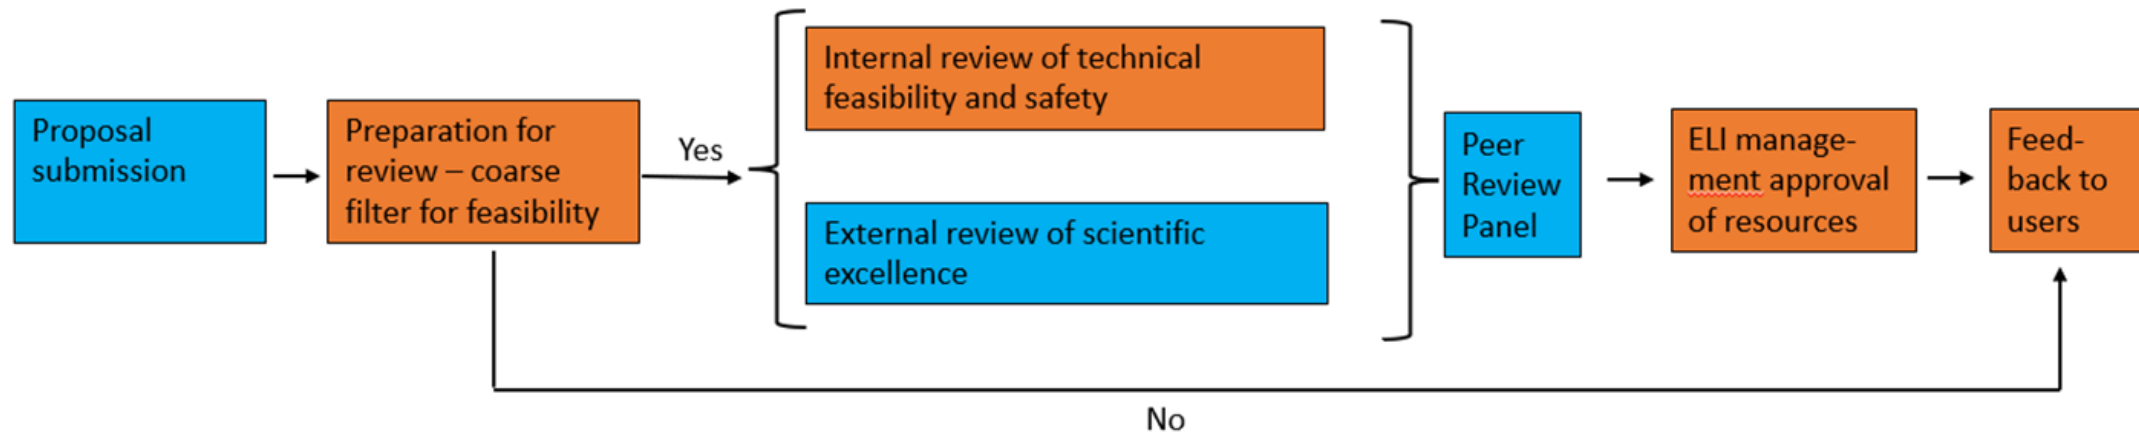 Proposal
submission
Preparation for
review – coarse
filter for feasibility
Yes
Internal review of technical
feasibility and safety
External review of scientific
excellence
Peer
Review
Panel
ELI manage-
ment approval
of resources
Feed-
back to
users
No